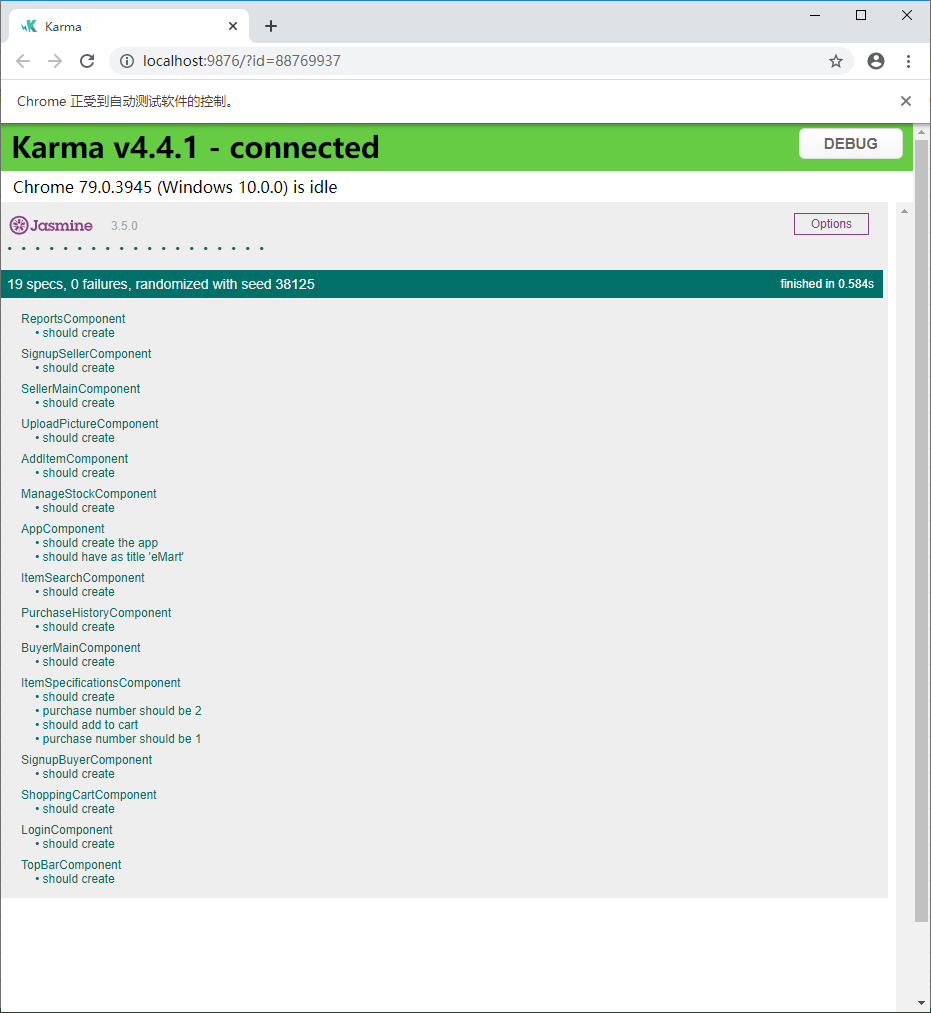 Karma
localhost:9876/?id=88769937
Chrome 正受到自动测试软件的控制。
Karma v4.4.1 - connected
DEBUG
Chrome 79.0.3945 (Windows 10.0.0) is idle
Jasmine 3.5.0
Options
19 specs, 0 failures, randomized with seed 38125
finished in 0.584s
ReportsComponent
• should create
SignupSellerComponent
• should create
SellerMainComponent
• should create
UploadPictureComponent
• should create
AddItemComponent
• should create
ManageStockComponent
• should create
AppComponent
• should create the app
• should have as title 'eMart'
ItemSearchComponent
• should create
PurchaseHistoryComponent
• should create
BuyerMainComponent
• should create
ItemSpecificationsComponent
• should create
• purchase number should be 2
• should add to cart
• purchase number should be 1
SignupBuyerComponent
• should create
ShoppingCartComponent
• should create
LoginComponent
• should create
TopBarComponent
• should create